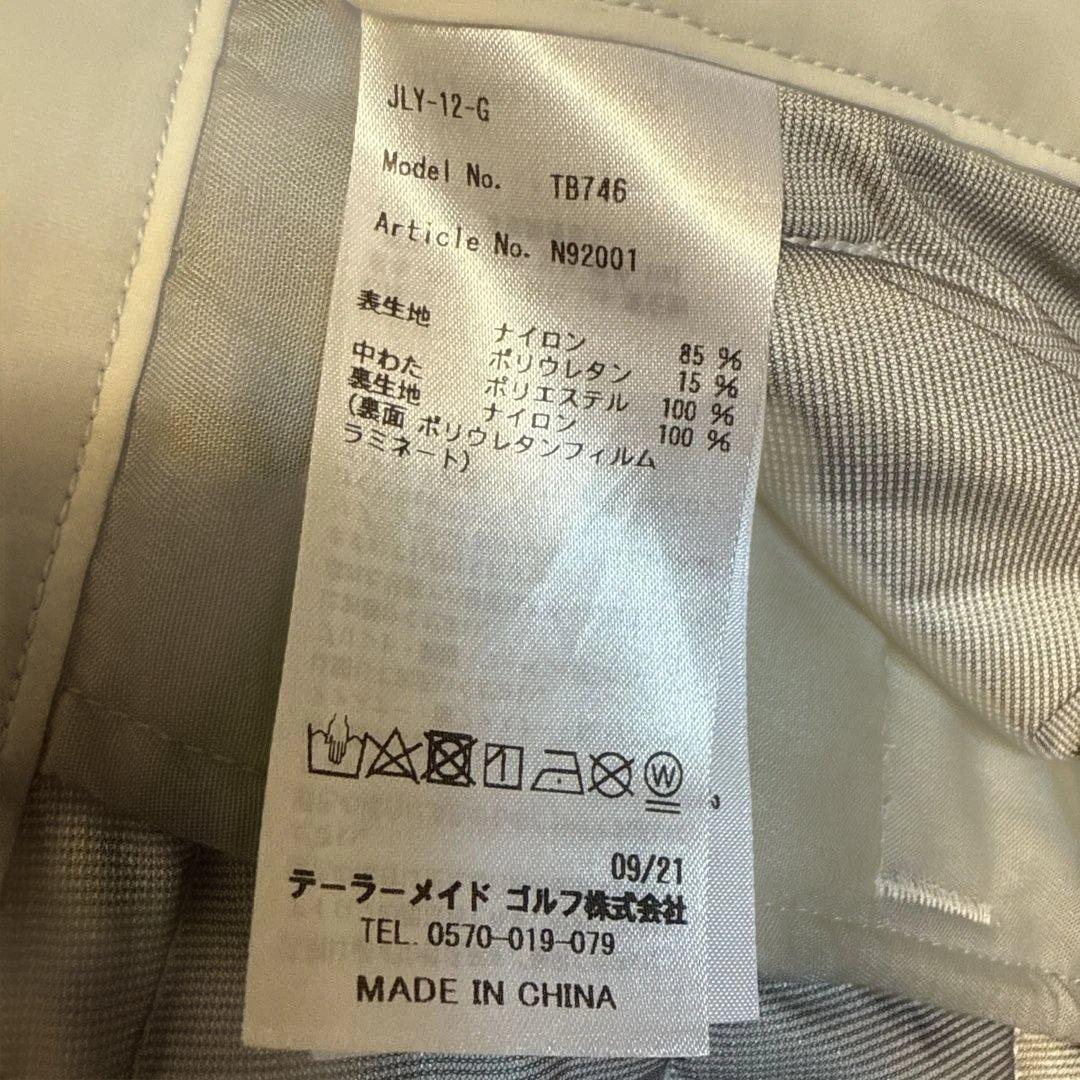 JLY-12-G
Model No. TB746
Article No. N92001
表生地 ナイロン 85 %
ポリウレタン 15 %
中わた ポリエステル 100 %
裏生地 ナイロン 100 %
(裏面 ポリウレタンフィルム
ラミネート)
W
09/21
テーラーメイド ゴルフ株式会社
TEL. 0570-019-079
MADE IN CHINA